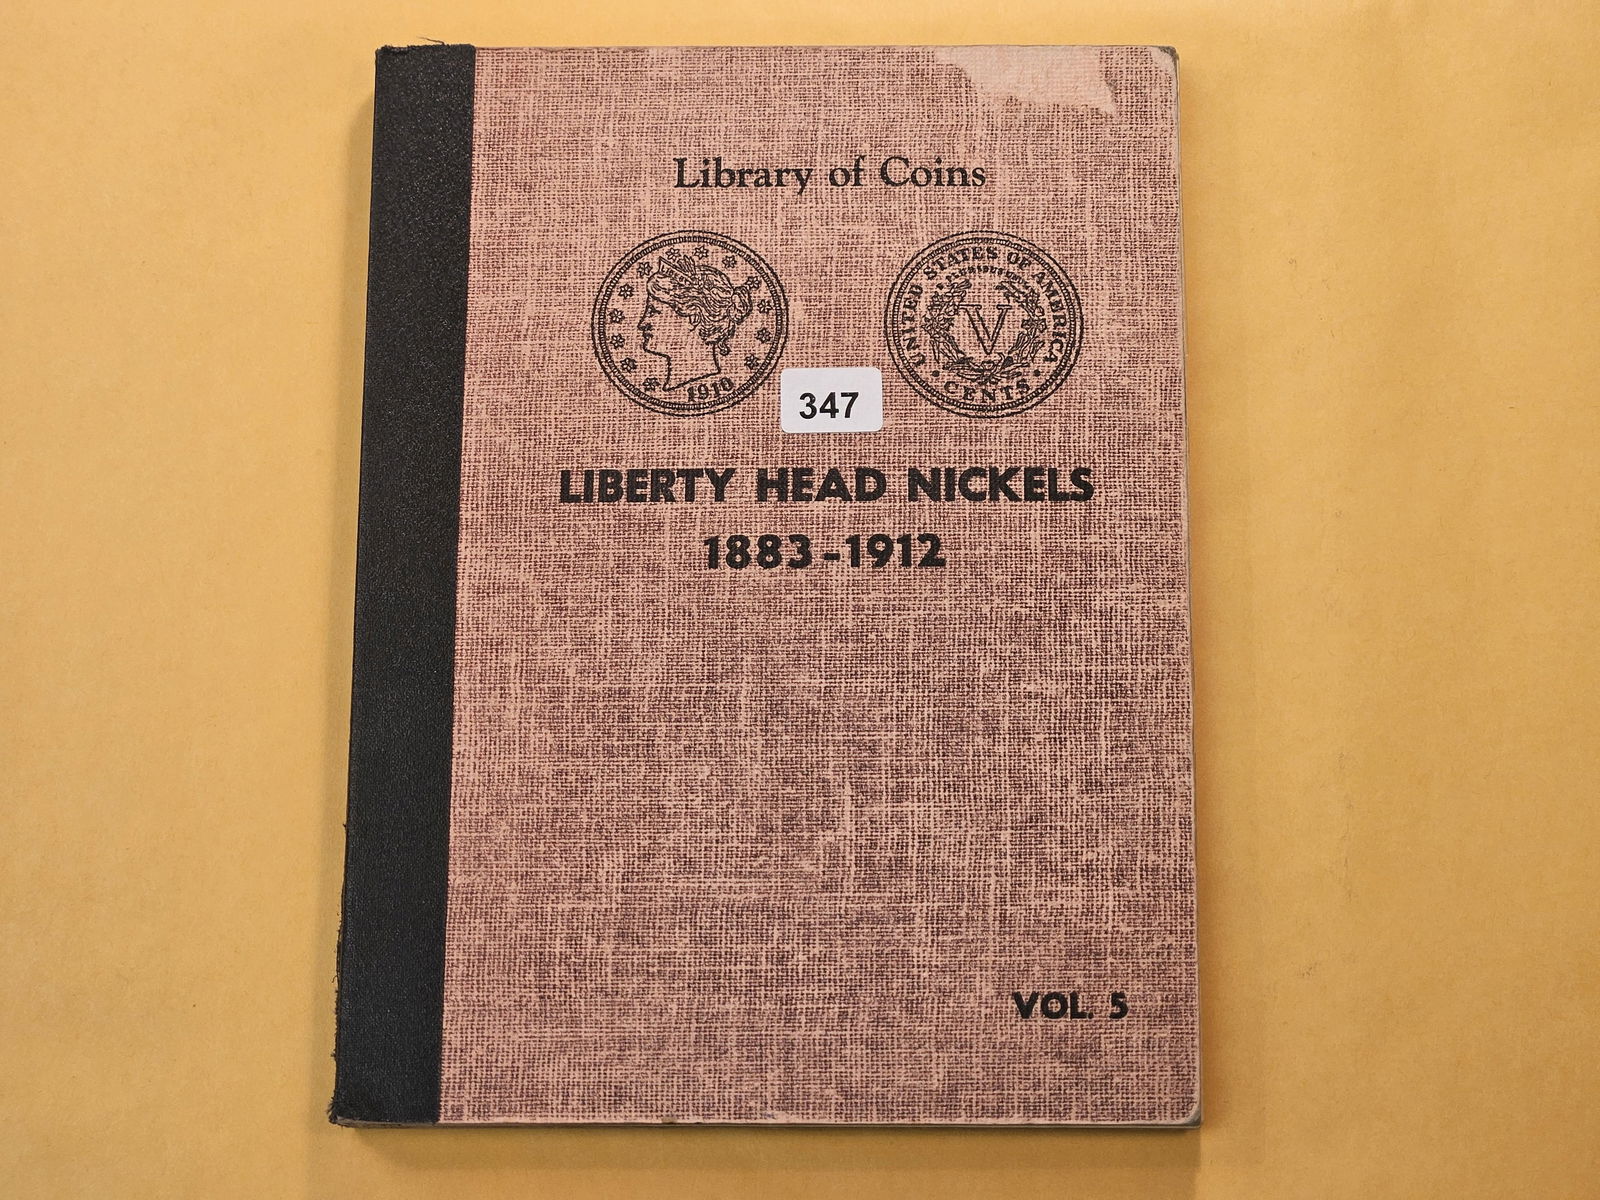 Library of Coins
LIBERTY
1910
UNITED STATES OF AMERICA
E PLURIBUS UNUM
V
CENTS
347
LIBERTY HEAD NICKELS
1883-1912
VOL. 5